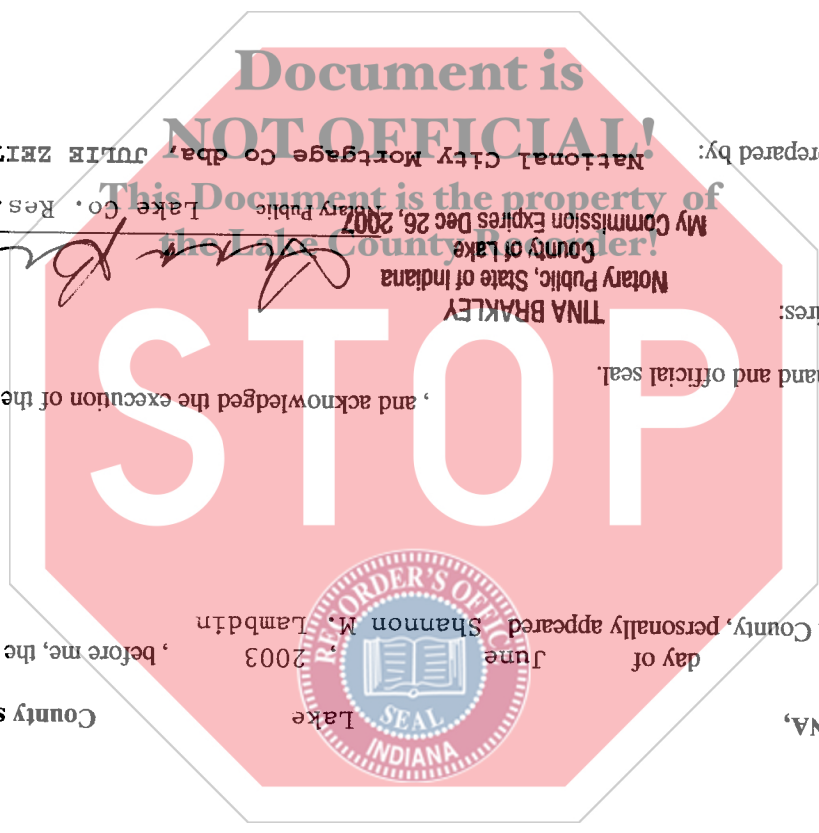 Document is
NOT OFFICIAL!
This Document is the property of
the Lake County Recorder!
STOP
RECORDER'S OFFICE
SEAL
INDIANA
NA, Lake County
day of June, 2003, before me, the
County, personally appeared Shannon M. Lambdin
, and acknowledged the execution of the
and official seal.
TINA BRAKLEY
Notary Public, State of Indiana
County of Lake
My Commission Expires Dec 26, 2007
Notary Public Lake Co. Res.
prepared by: National City Mortgage Co dba, JULIE